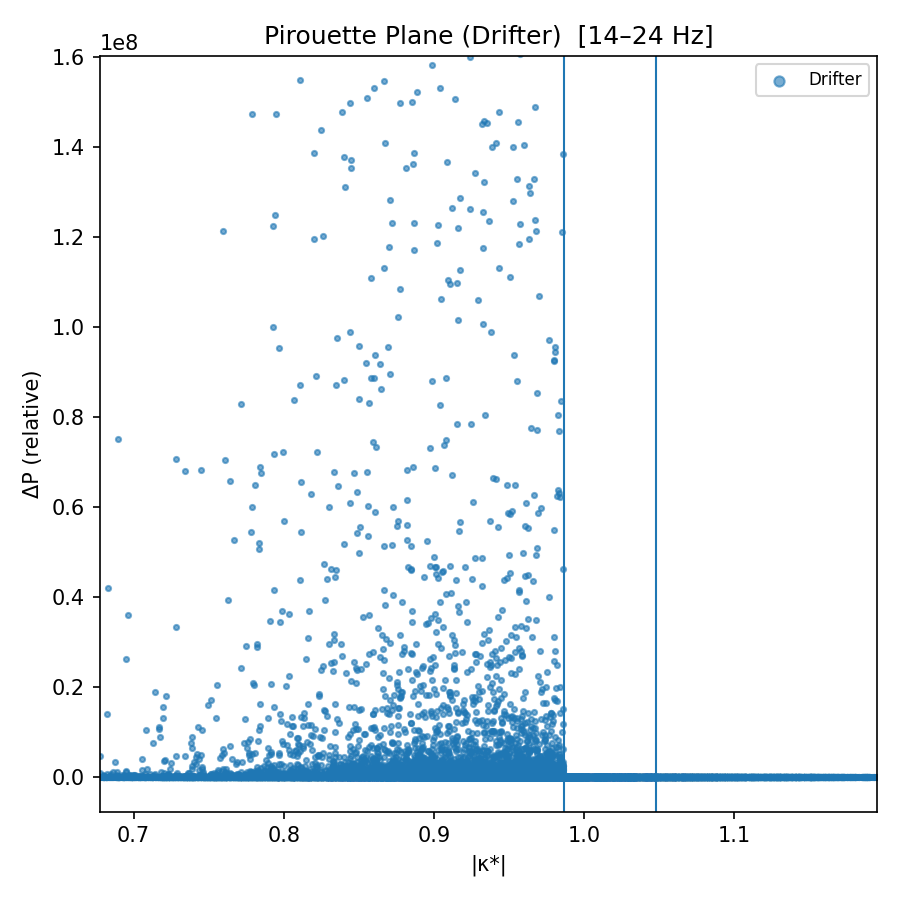 Pirouette Plane (Drifter) [14–24 Hz]
1e8
Drifter
1.6
1.4
1.2
1.0
0.8
0.6
0.4
0.2
0.0
ΔP (relative)
0.7 0.8 0.9 1.0 1.1
|κ*|